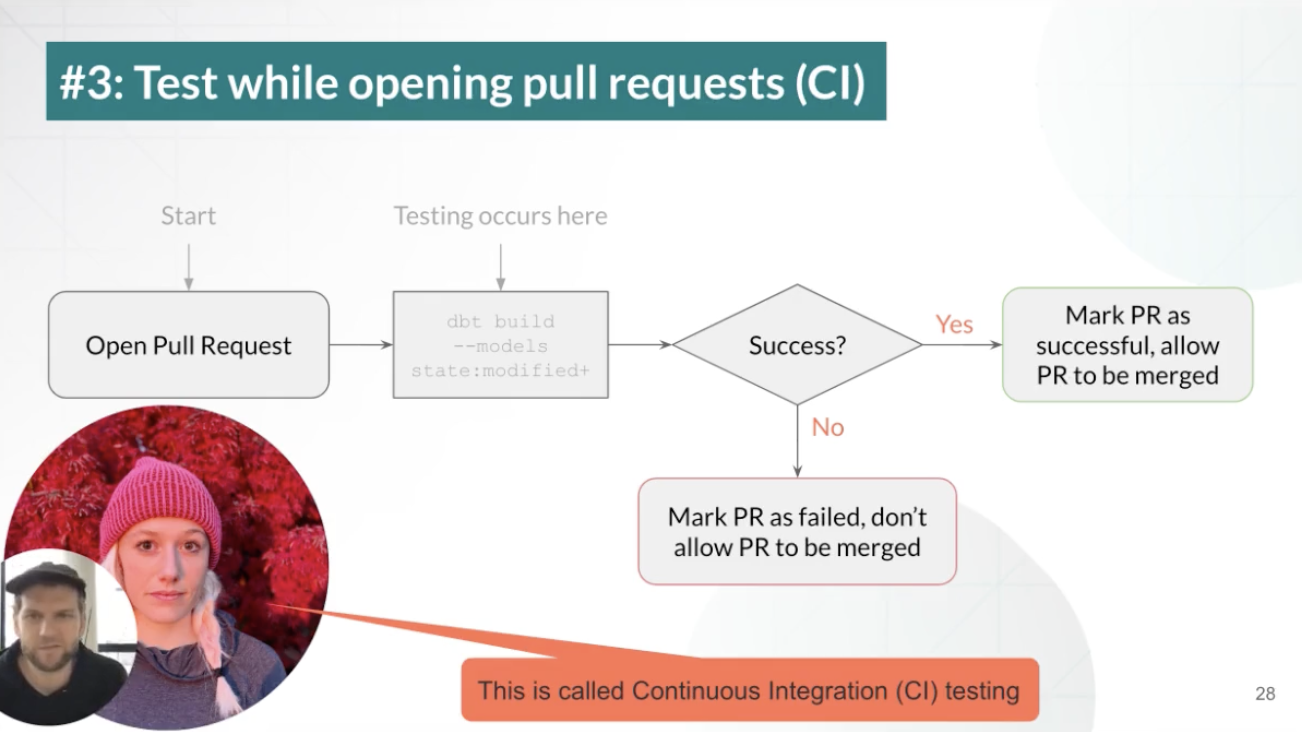 #3: Test while opening pull requests (CI)
Start
Testing occurs here
Open Pull Request
dbt build
--models
state:modified+
Success?
Yes
Mark PR as
successful, allow
PR to be merged
No
Mark PR as failed, don’t
allow PR to be merged
This is called Continuous Integration (CI) testing
28